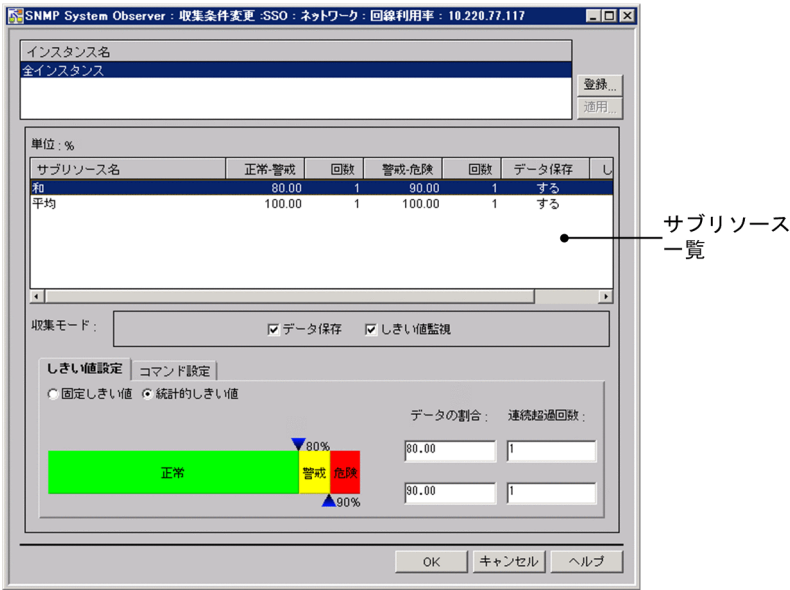 SNMP System Observer : 収集条件変更 :SSO : ネットワーク : 回線利用率 : 10.220.77.117
インスタンス名
全インスタンス
登録...
適用...
単位 : %
サブリソース名 正常-警戒 回数 警戒-危険 回数 データ保存 し
和 80.00 1 90.00 1 する
平均 100.00 1 100.00 1 する
サブリソース
一覧
収集モード : データ保存 しきい値監視
しきい値設定 コマンド設定
固定しきい値 統計的しきい値
データの割合 : 連続超過回数 :
80%
80.00 1
正常 警戒 危険
90.00 1
90%
OK キャンセル ヘルプ